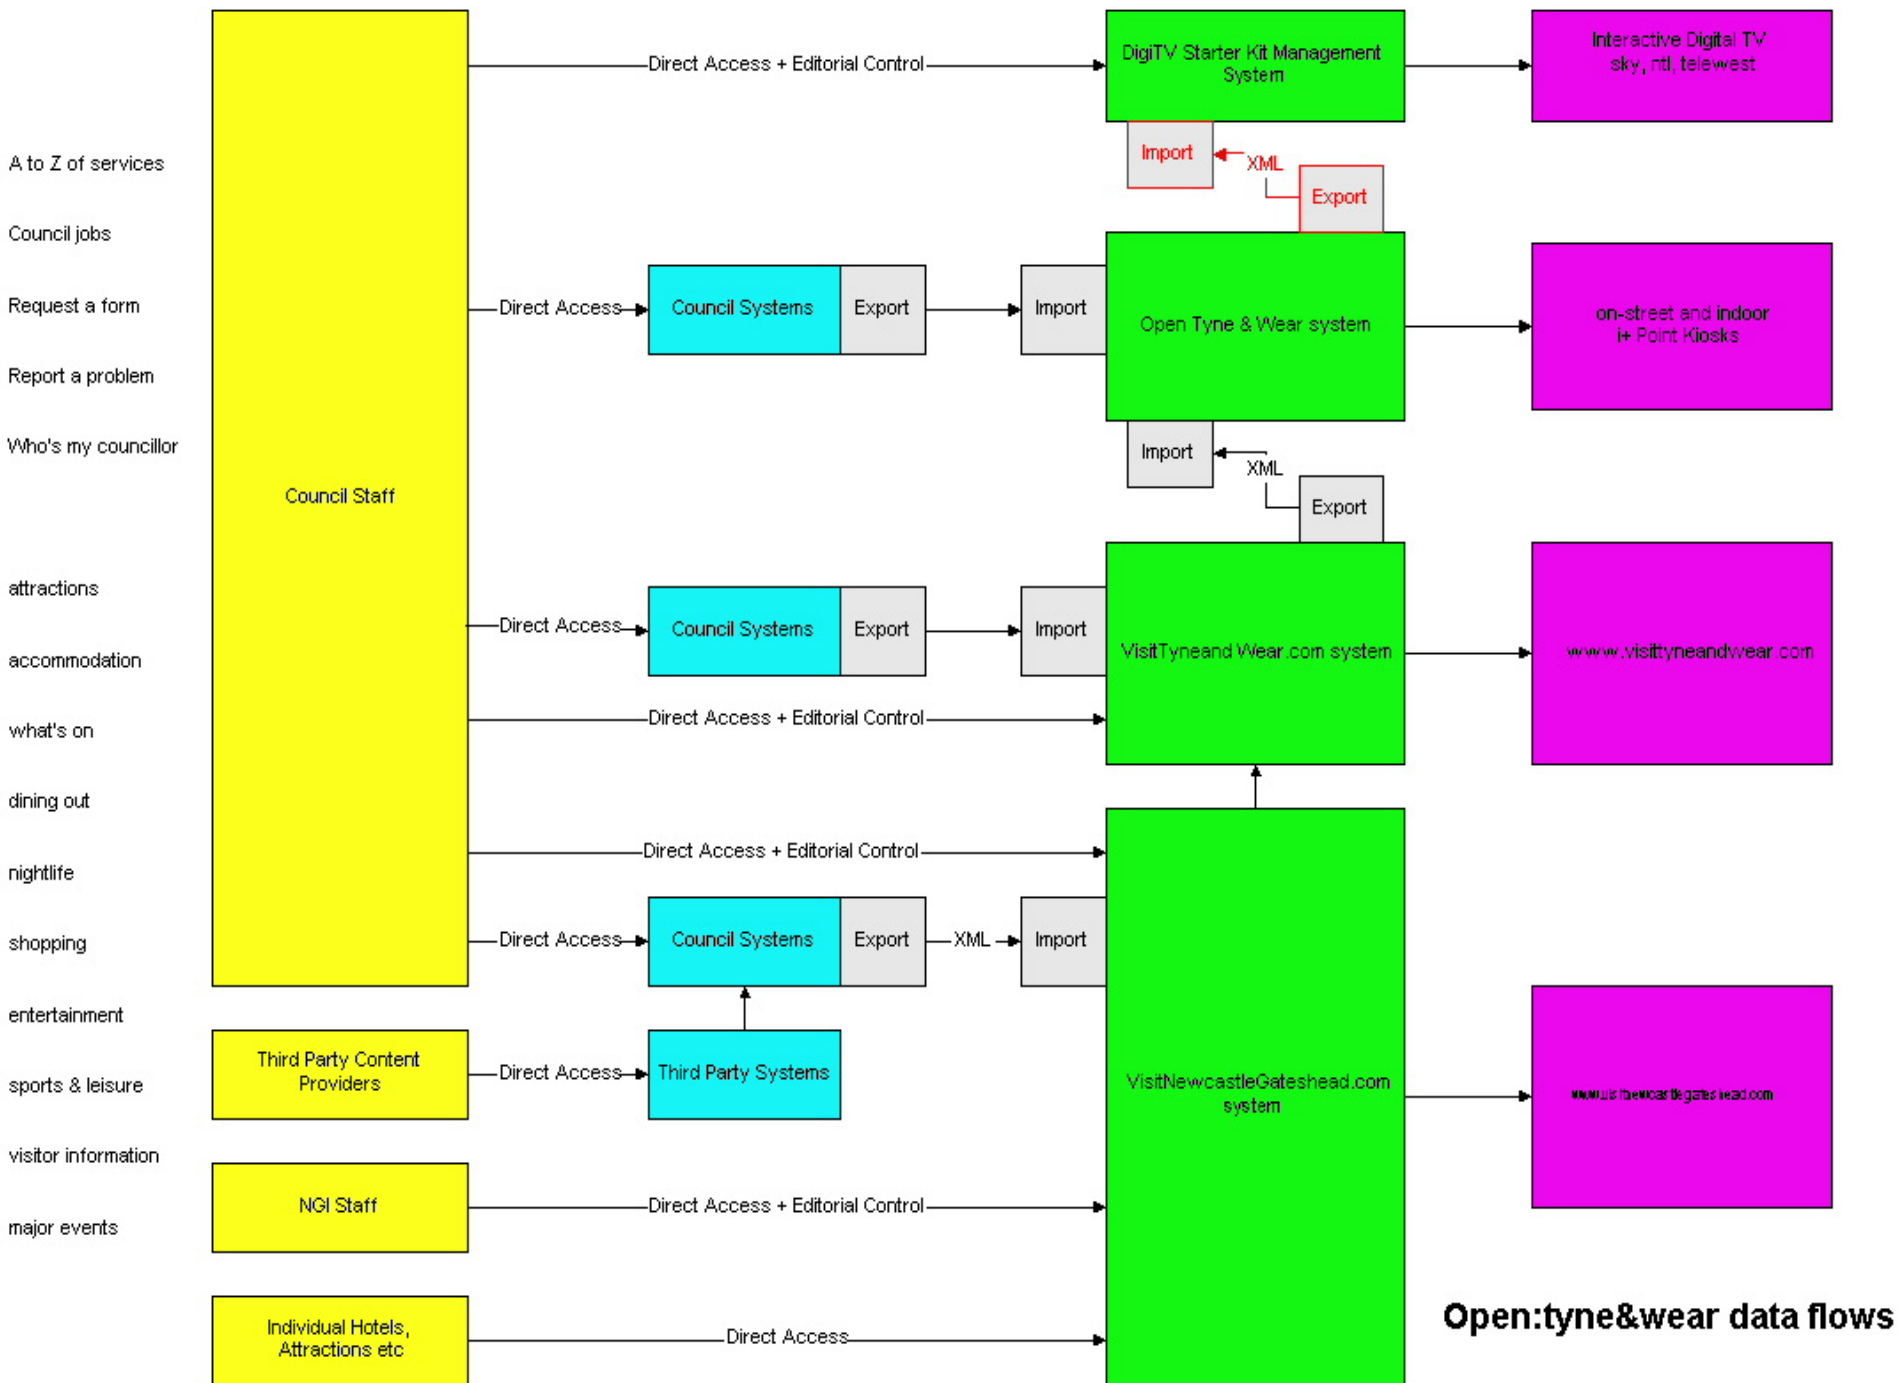 Direct Access + Editorial Control
DigiTV Starter Kit Management
System
Interactive Digital TV
sky, ntl, telewest
A to Z of services
Import
XML
Export
Council jobs
Request a form
Direct Access
Council Systems
Export
Import
Open Tyne & Wear system
on-street and indoor
i+ Point Kiosks
Report a problem
Who's my councillor
Import
XML
Export
Council Staff
attractions
Direct Access
Council Systems
Export
Import
VisitTyneand Wear.com system
wwww.visittyneandwear.com
accommodation
what's on
Direct Access + Editorial Control
dining out
nightlife
Direct Access + Editorial Control
shopping
Direct Access
Council Systems
Export
XML
Import
entertainment
Third Party Content
Providers
Direct Access
Third Party Systems
sports & leisure
VisitNewcastleGateshead.com
system
www.visitnewcastlegateshead.com
visitor information
NGI Staff
Direct Access + Editorial Control
major events
Individual Hotels,
Attractions etc
Direct Access
Open:tyne&wear data flows